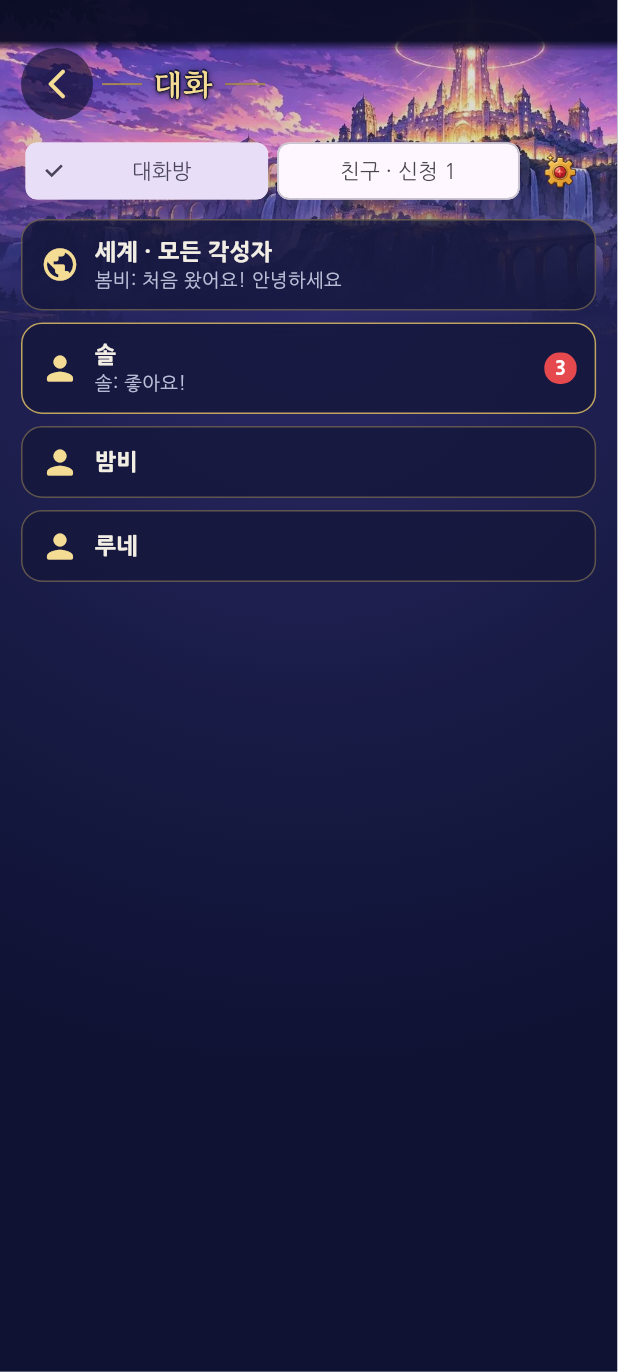 대화
대화방
친구 · 신청 1
세계 · 모든 각성자
봄비: 처음 왔어요! 안녕하세요
솔
솔: 좋아요!
3
밤비
루네